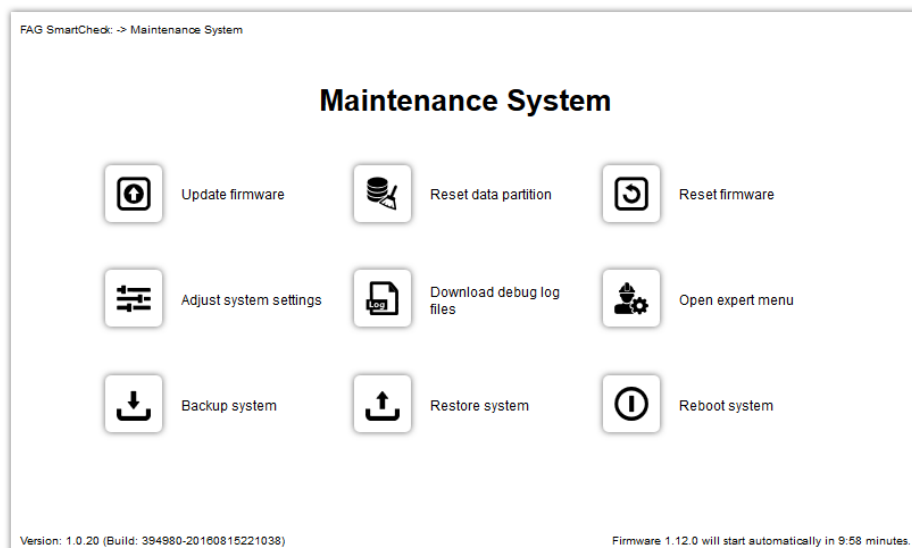 FAG SmartCheck: -> Maintenance System
Maintenance System
Update firmware
Reset data partition
Reset firmware
Adjust system settings
Download debug log
files
Open expert menu
Log
Backup system
Restore system
Reboot system
Version: 1.0.20 (Build: 394980-20160815221038)
Firmware 1.12.0 will start automatically in 9:58 minutes.